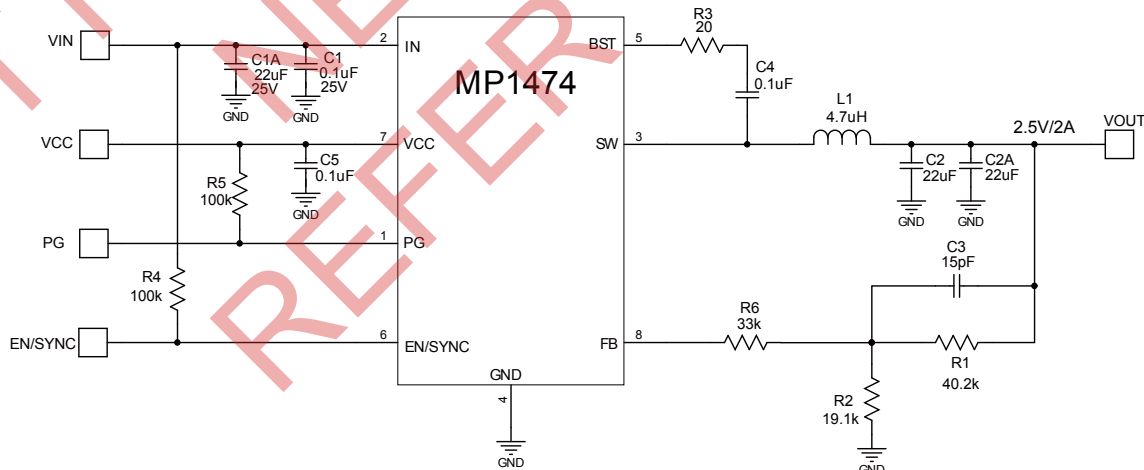 VIN
2
IN
C1A
22uF
25V
GND
C1
0.1uF
25V
GND
MP1474
BST
5
R3
20
C4
0.1uF
VCC
7
VCC
C5
0.1uF
GND
R5
100k
SW
3
L1
4.7uH
2.5V/2A
VOUT
C2
22uF
GND
C2A
22uF
GND
PG
1
PG
R4
100k
C3
15pF
EN/SYNC
6
EN/SYNC
FB
8
R6
33k
R1
40.2k
R2
19.1k
GND
GND
4
GND
REFER